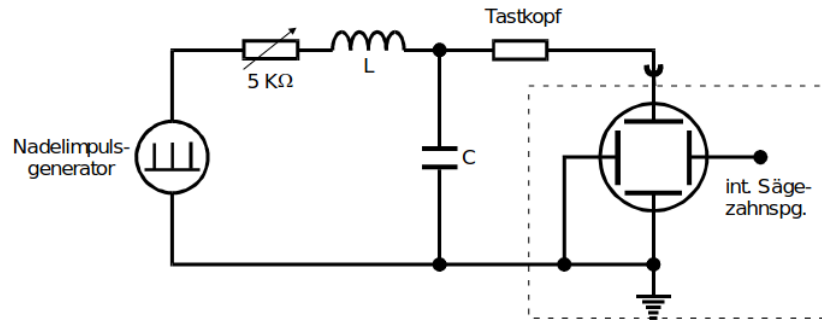 Tastkopf
5 KΩ
L
Nadelimpuls-
generator
C
int. Säge-
zahnspg.